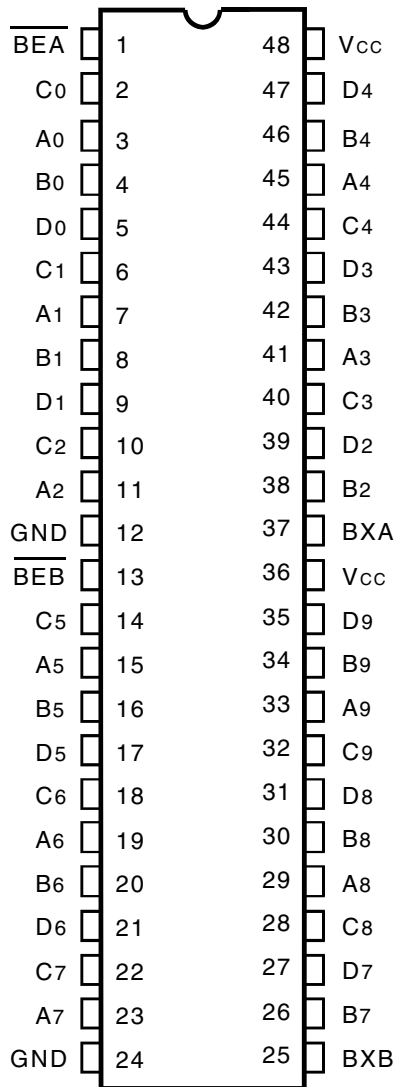 BEA 1 48 Vcc
C0 2 47 D4
A0 3 46 B4
B0 4 45 A4
D0 5 44 C4
C1 6 43 D3
A1 7 42 B3
B1 8 41 A3
D1 9 40 C3
C2 10 39 D2
A2 11 38 B2
GND 12 37 BXA
BEB 13 36 Vcc
C5 14 35 D9
A5 15 34 B9
B5 16 33 A9
D5 17 32 C9
C6 18 31 D8
A6 19 30 B8
B6 20 29 A8
D6 21 28 C8
C7 22 27 D7
A7 23 26 B7
GND 24 25 BXB